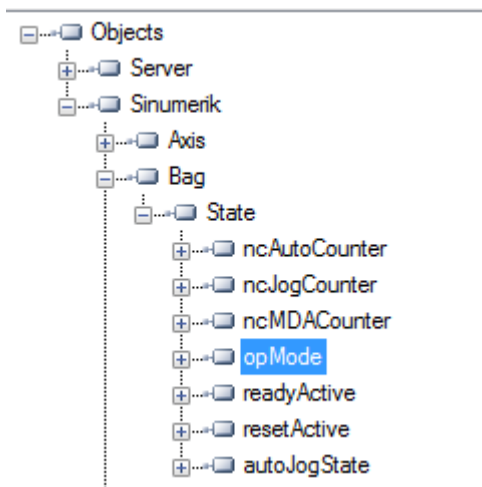 Objects
Server
Sinumerik
Axis
Bag
State
ncAutoCounter
ncJogCounter
ncMDACounter
opMode
readyActive
resetActive
autoJogState